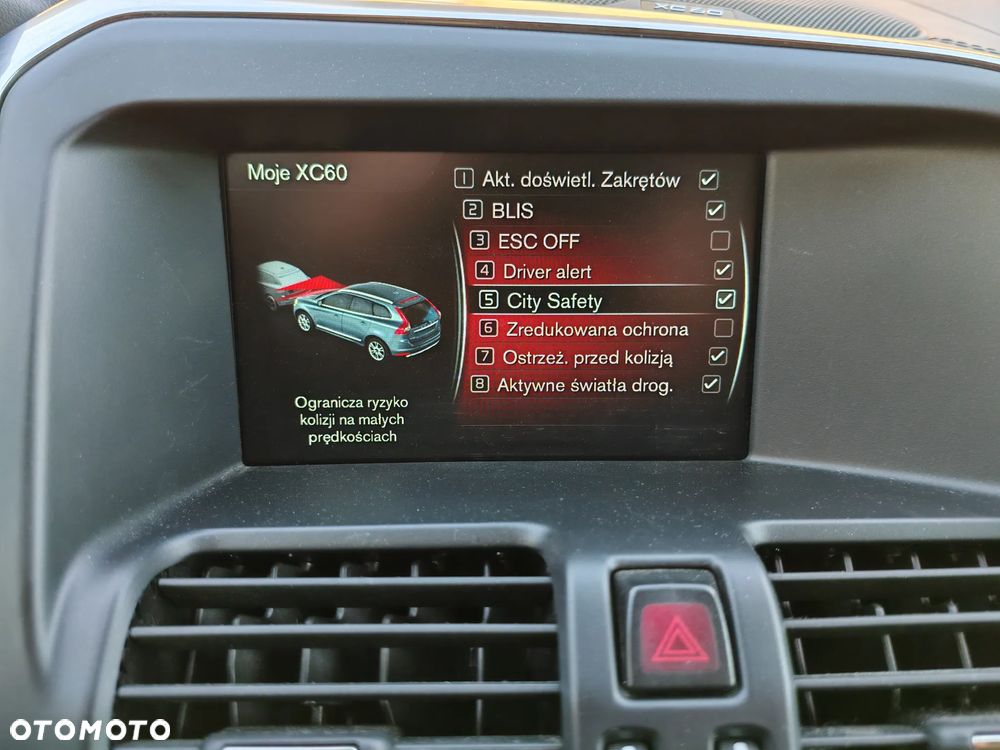 Moje XC60
1 Akt. doświetl. Zakrętów
2 BLIS
3 ESC OFF
4 Driver alert
5 City Safety
6 Zredukowana ochrona
7 Ostrzeż. przed kolizją
8 Aktywne światła drog.
Ogranicza ryzyko
kolizji na małych
prędkościach
OTOMOTO